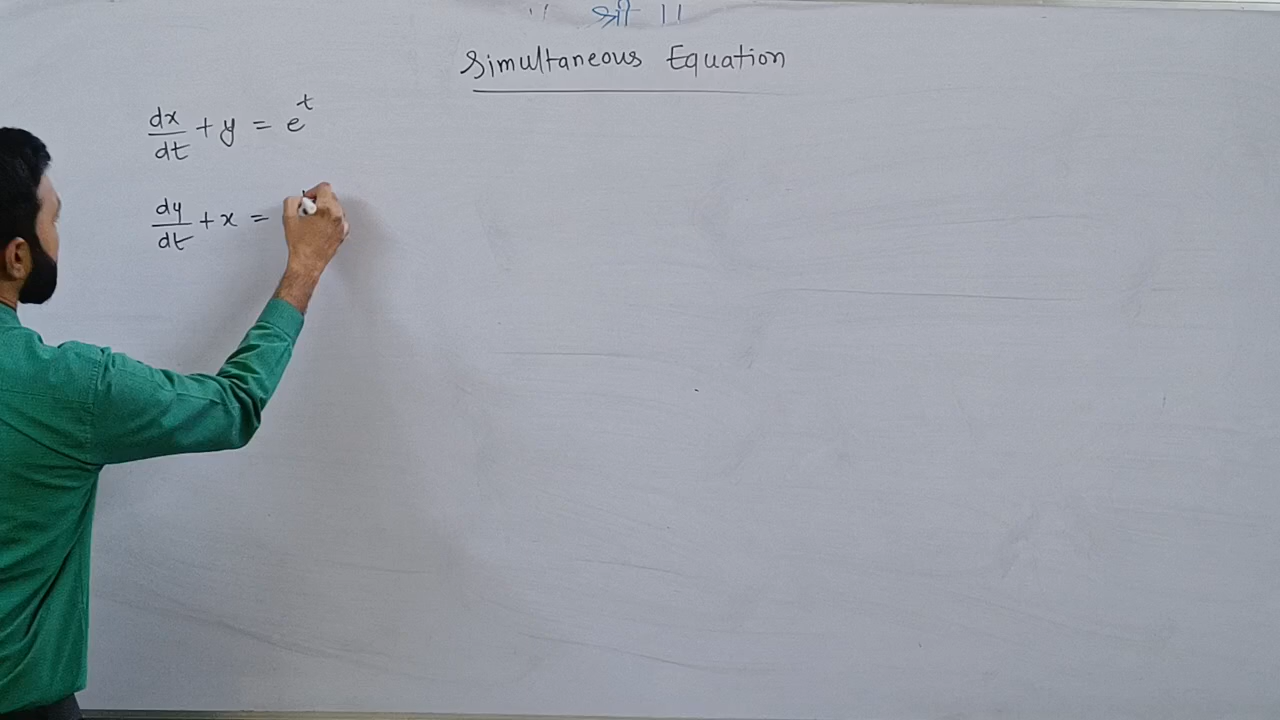 ॥ श्री ॥
Simultaneous Equation
dx/dt + y = e^t
dy/dt + x =